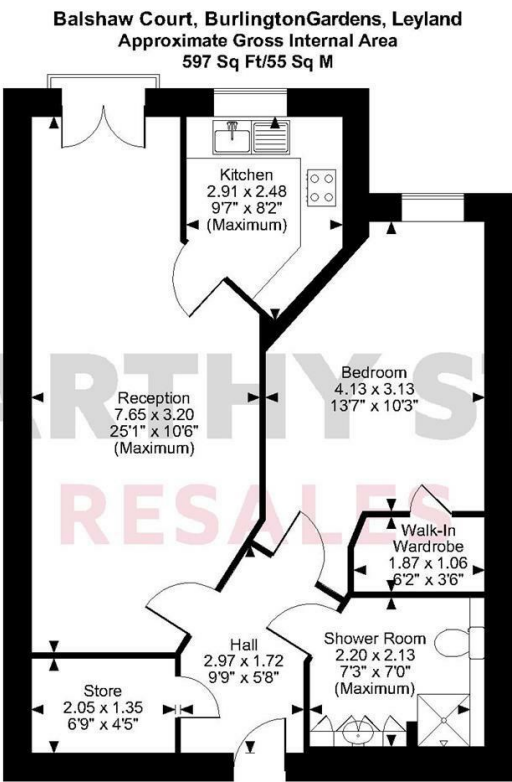 Balshaw Court, BurlingtonGardens, Leyland
Approximate Gross Internal Area
597 Sq Ft/55 Sq M
Kitchen
2.91 x 2.48
9'7" x 8'2"
(Maximum)
Bedroom
4.13 x 3.13
13'7" x 10'3"
Reception
7.65 x 3.20
25'1" x 10'6"
(Maximum)
ARTHY S
RESALES
Walk-In
Wardrobe
1.87 x 1.06
6'2" x 3'6"
Hall
2.97 x 1.72
9'9" x 5'8"
Shower Room
2.20 x 2.13
7'3" x 7'0"
(Maximum)
Store
2.05 x 1.35
6'9" x 4'5"